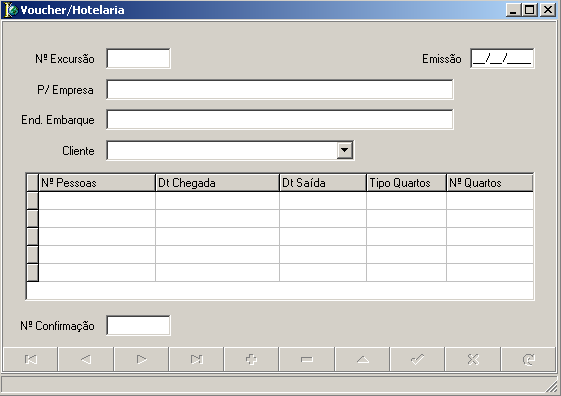 Voucher/Hotelaria
Nº Excursão
Emissão __/__/____
P/ Empresa
End. Embarque
Cliente
Nº Pessoas Dt Chegada Dt Saída Tipo Quartos Nº Quartos
Nº Confirmação